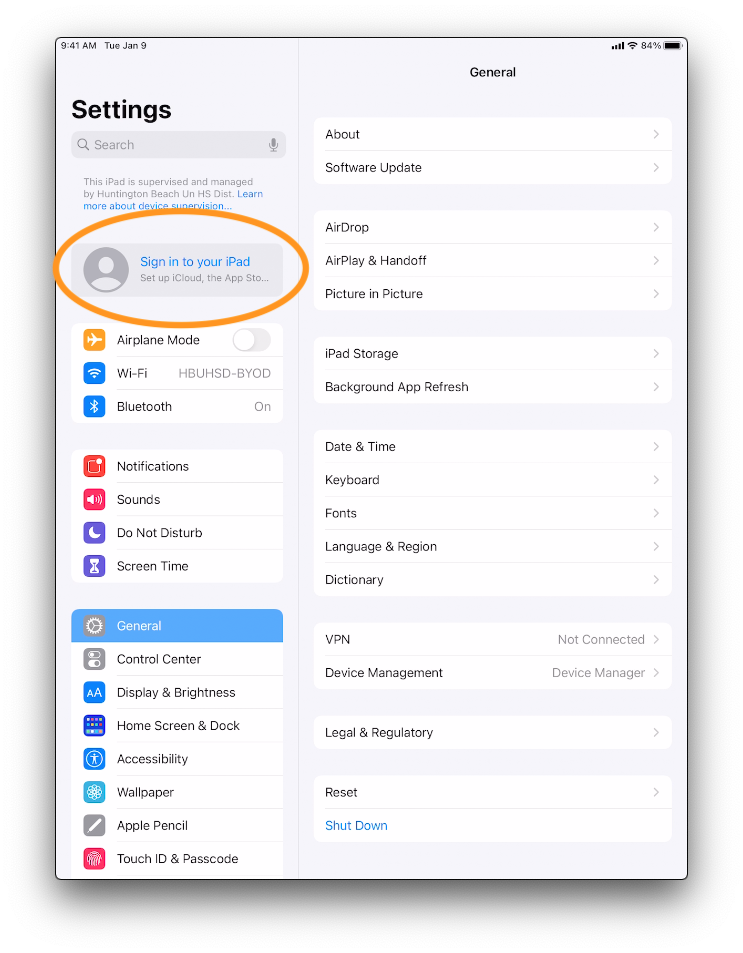 9:41 AM Tue Jan 9
84%
Settings
Search
This iPad is supervised and managed
by Huntington Beach Un HS Dist. Learn
more about device supervision...
Sign in to your iPad
Set up iCloud, the App Sto...
Airplane Mode
Wi-Fi HBUHSD-BYOD
Bluetooth On
Notifications
Sounds
Do Not Disturb
Screen Time
General
Control Center
AA Display & Brightness
Home Screen & Dock
Accessibility
Wallpaper
Apple Pencil
Touch ID & Passcode
General
About
Software Update
AirDrop
AirPlay & Handoff
Picture in Picture
iPad Storage
Background App Refresh
Date & Time
Keyboard
Fonts
Language & Region
Dictionary
VPN Not Connected
Device Management Device Manager
Legal & Regulatory
Reset
Shut Down